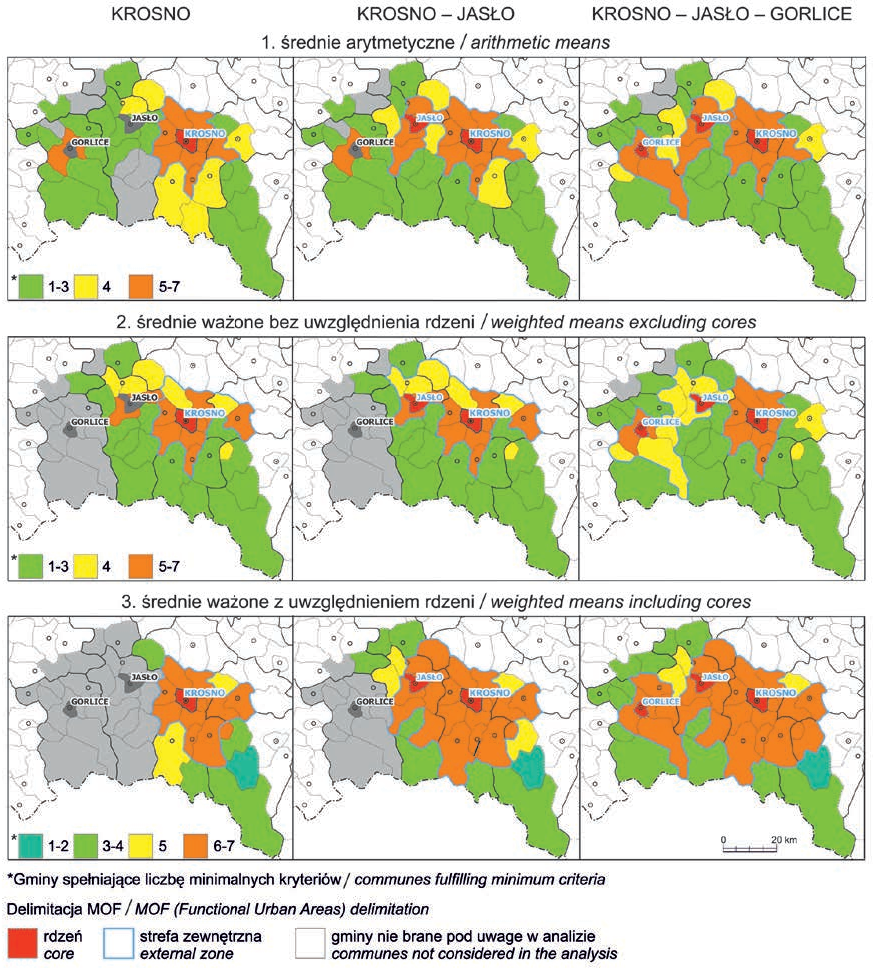 KROSNO
KROSNO – JASŁO
KROSNO – JASŁO – GORLICE
1. średnie arytmetyczne / arithmetic means
JASŁO
KROSNO
GORLICE
* 1-3 4 5-7
JASŁO
KROSNO
GORLICE
JASŁO
KROSNO
GORLICE
2. średnie ważone bez uwzględnienia rdzeni / weighted means excluding cores
JASŁO
KROSNO
GORLICE
* 1-3 4 5-7
JASŁO
KROSNO
GORLICE
JASŁO
KROSNO
GORLICE
3. średnie ważone z uwzględnieniem rdzeni / weighted means including cores
JASŁO
KROSNO
GORLICE
* 1-2 3-4 5 6-7
JASŁO
KROSNO
GORLICE
JASŁO
KROSNO
GORLICE
0 20 km
*Gminy spełniające liczbę minimalnych kryteriów / communes fulfilling minimum criteria
Delimitacja MOF / MOF (Functional Urban Areas) delimitation
rdzeń
core
strefa zewnętrzna
external zone
gminy nie brane pod uwage w analizie
communes not considered in the analysis